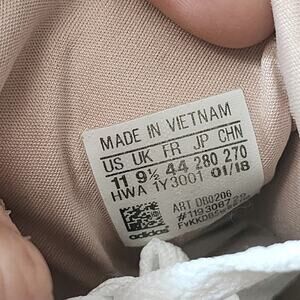 MADE IN VIETNAM
US UK FR JP CHN
11 9½ 44 280 270
HWA 1Y3001 01/18
ART DB0206
adidas